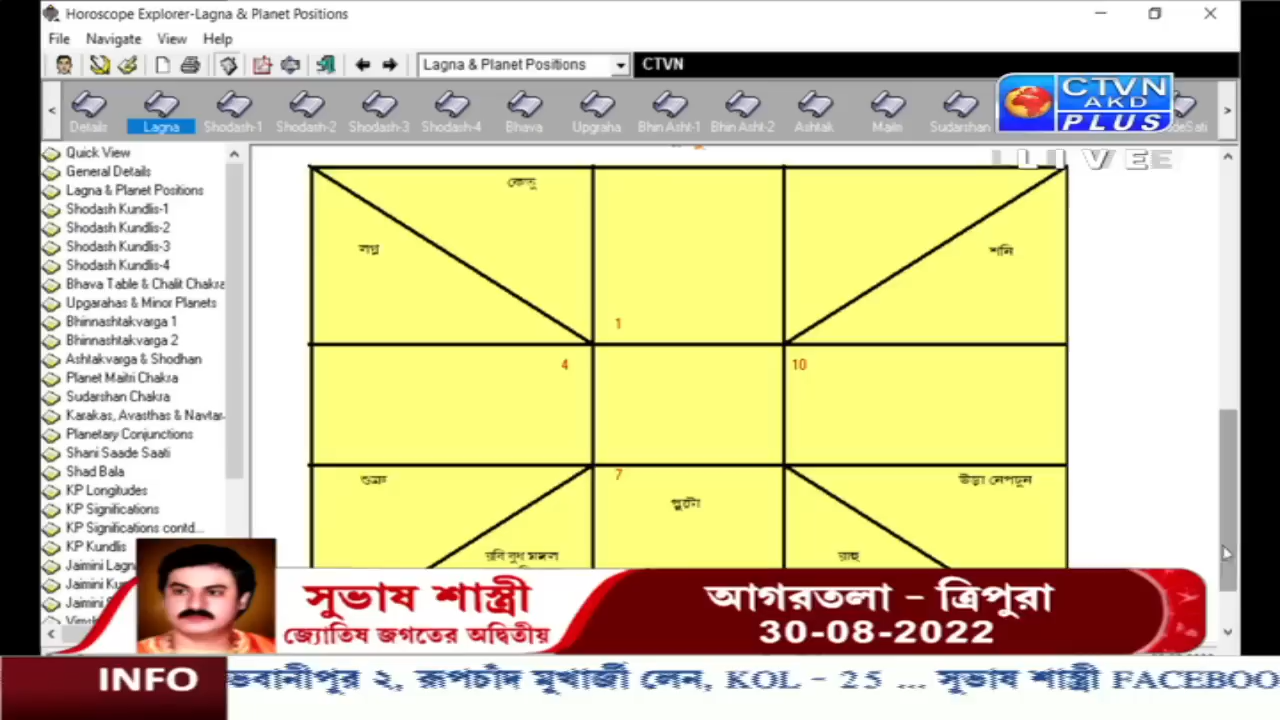 Horoscope Explorer-Lagna & Planet Positions
File Navigate View Help
Lagna & Planet Positions CTVN
Details Lagna Shodash-1 Shodash-2 Shodash-3 Shodash-4 Bhava Upgraha Bhin Asht-1 Bhin Asht-2 Ashtak Maitri Sudarshan
CTVN
AKD
PLUS
LIVE
Quick View
General Details
Lagna & Planet Positions
Shodash Kundlis-1
Shodash Kundlis-2
Shodash Kundlis-3
Shodash Kundlis-4
Bhava Table & Chalit Chakra
Upgarahas & Minor Planets
Bhinnashtakvarga 1
Bhinnashtakvarga 2
Ashtakvarga & Shodhan
Planet Maitri Chakra
Sudarshan Chakra
Karakas, Avasthas & Navtar
Planetary Conjunctions
Shani Saade Saati
Shad Bala
KP Longitudes
KP Significations
KP Significations contd...
KP Kundlis
Jaimini Lagn
Jaimini Ku
Jaimini
কেতু
লগ্ন
শনি
1
4
10
শুক্র
7
উড়া নেপচুন
প্লুটো
রবি বুধ মঙ্গল
রাহু
সুভাষ শাস্ত্রী
জ্যোতিষ জগতের অদ্বিতীয়
আগরতলা - ত্রিপুরা
30-08-2022
INFO
ভবানীপুর ২, রূপচাঁদ মুখার্জী লেন, KOL - 25 ... সুভাষ শাস্ত্রী FACEBOO